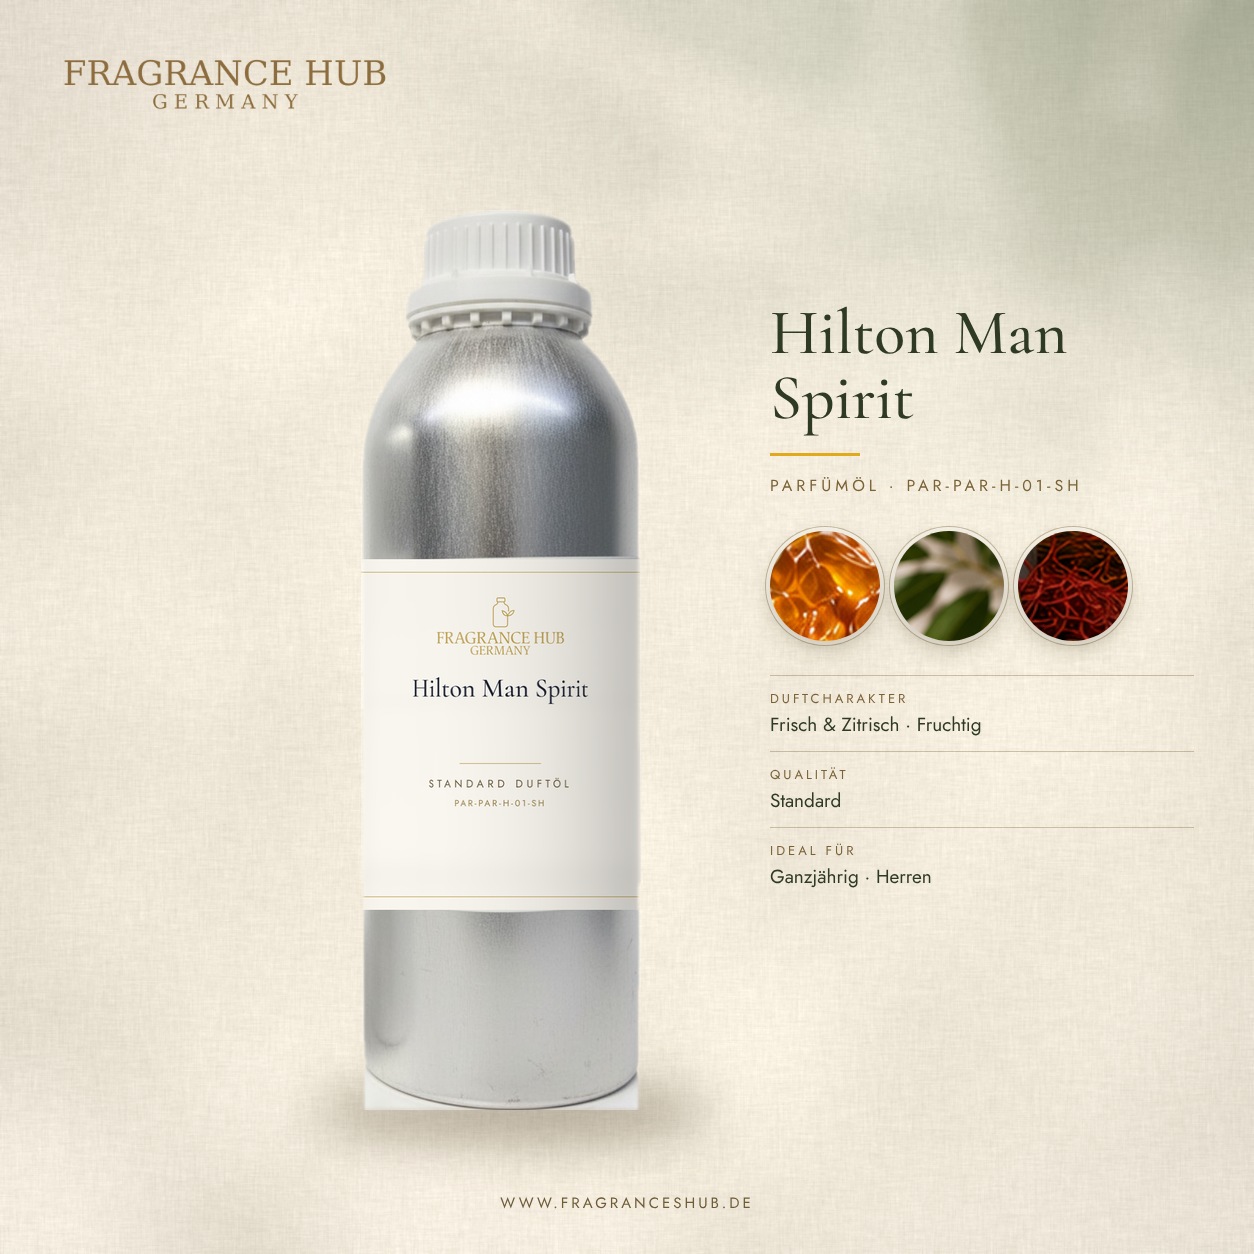 FRAGRANCE HUB
GERMANY
Hilton Man
Spirit
PARFÜMÖL · PAR-PAR-H-01-SH
DUFTCHARAKTER
Frisch & Zitrisch · Fruchtig
QUALITÄT
Standard
IDEAL FÜR
Ganzjährig · Herren
FRAGRANCE HUB
GERMANY
Hilton Man Spirit
STANDARD DUFTÖL
PAR-PAR-H-01-SH
WWW.FRAGRANCESHUB.DE